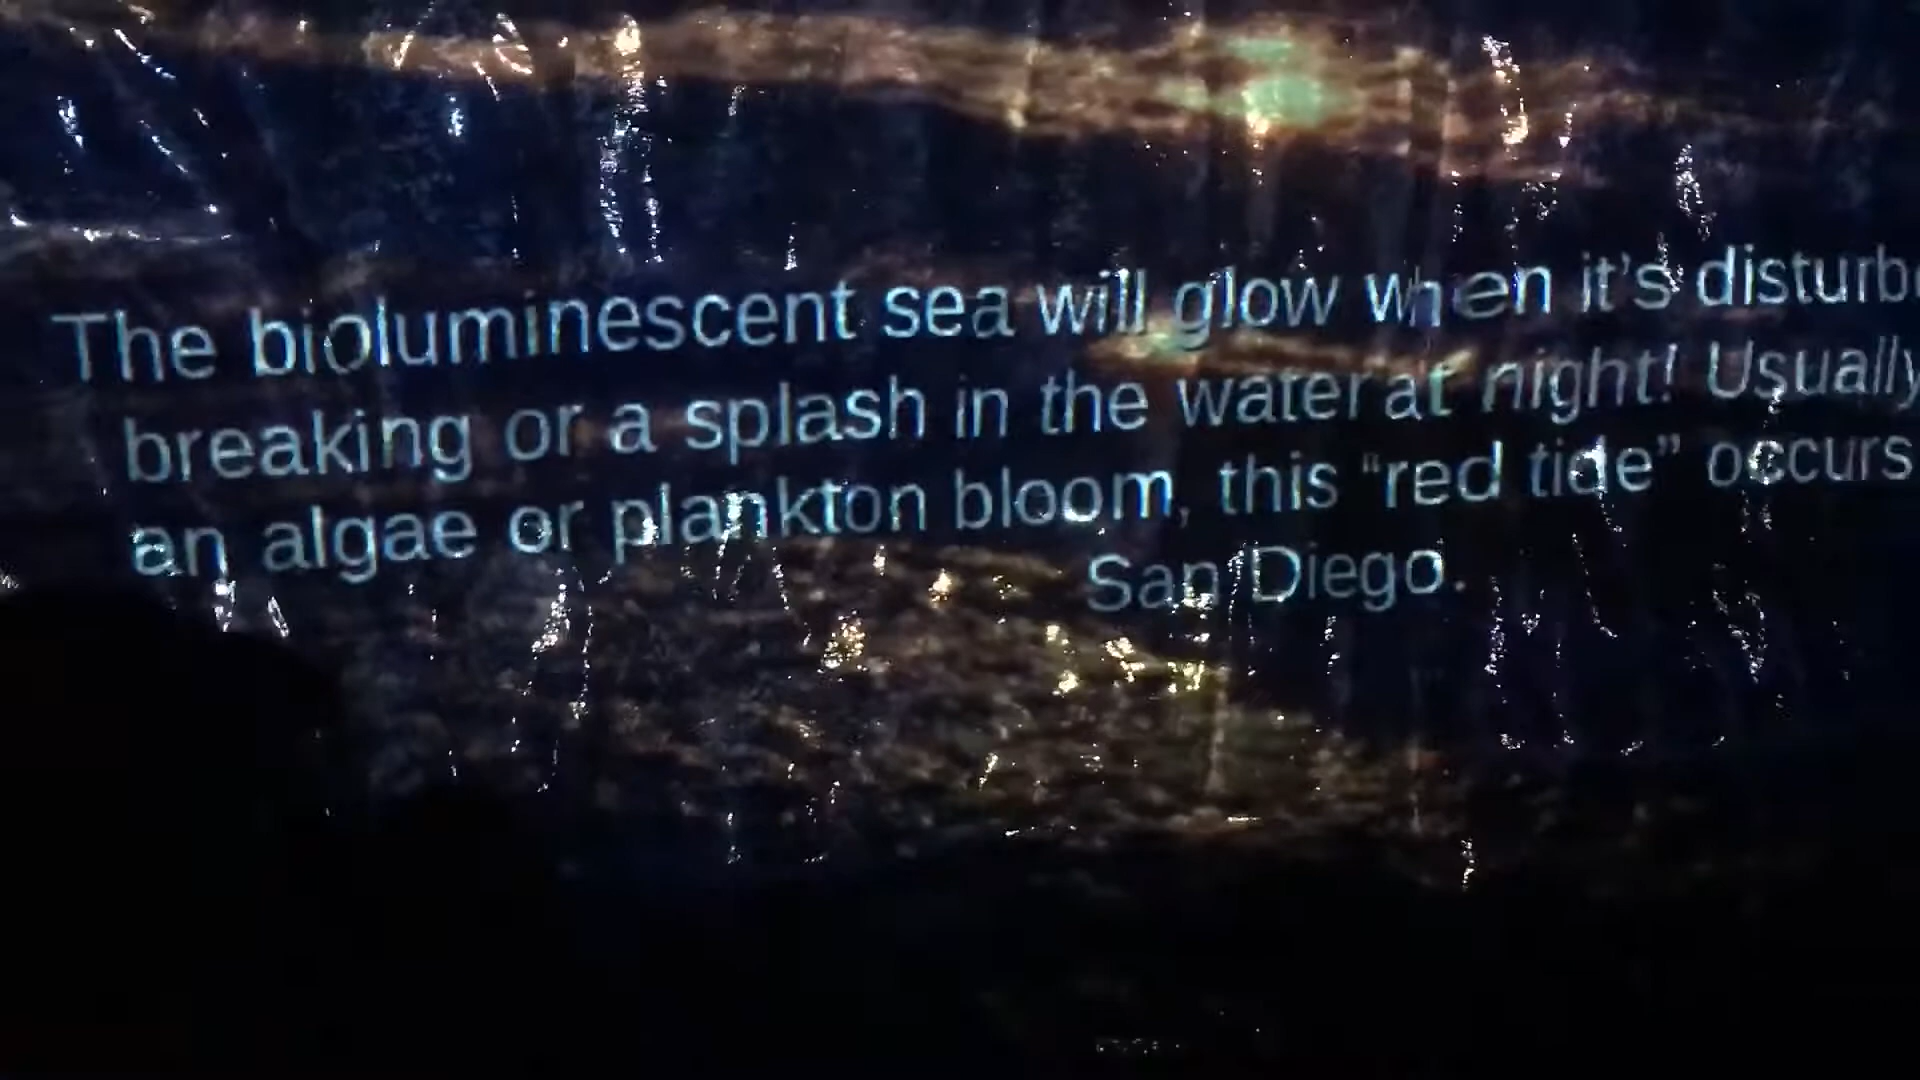 The bioluminescent sea will glow when it's disturb
breaking or a splash in the water at night! Usually
an algae or plankton bloom, this “red tide” occurs
San Diego.